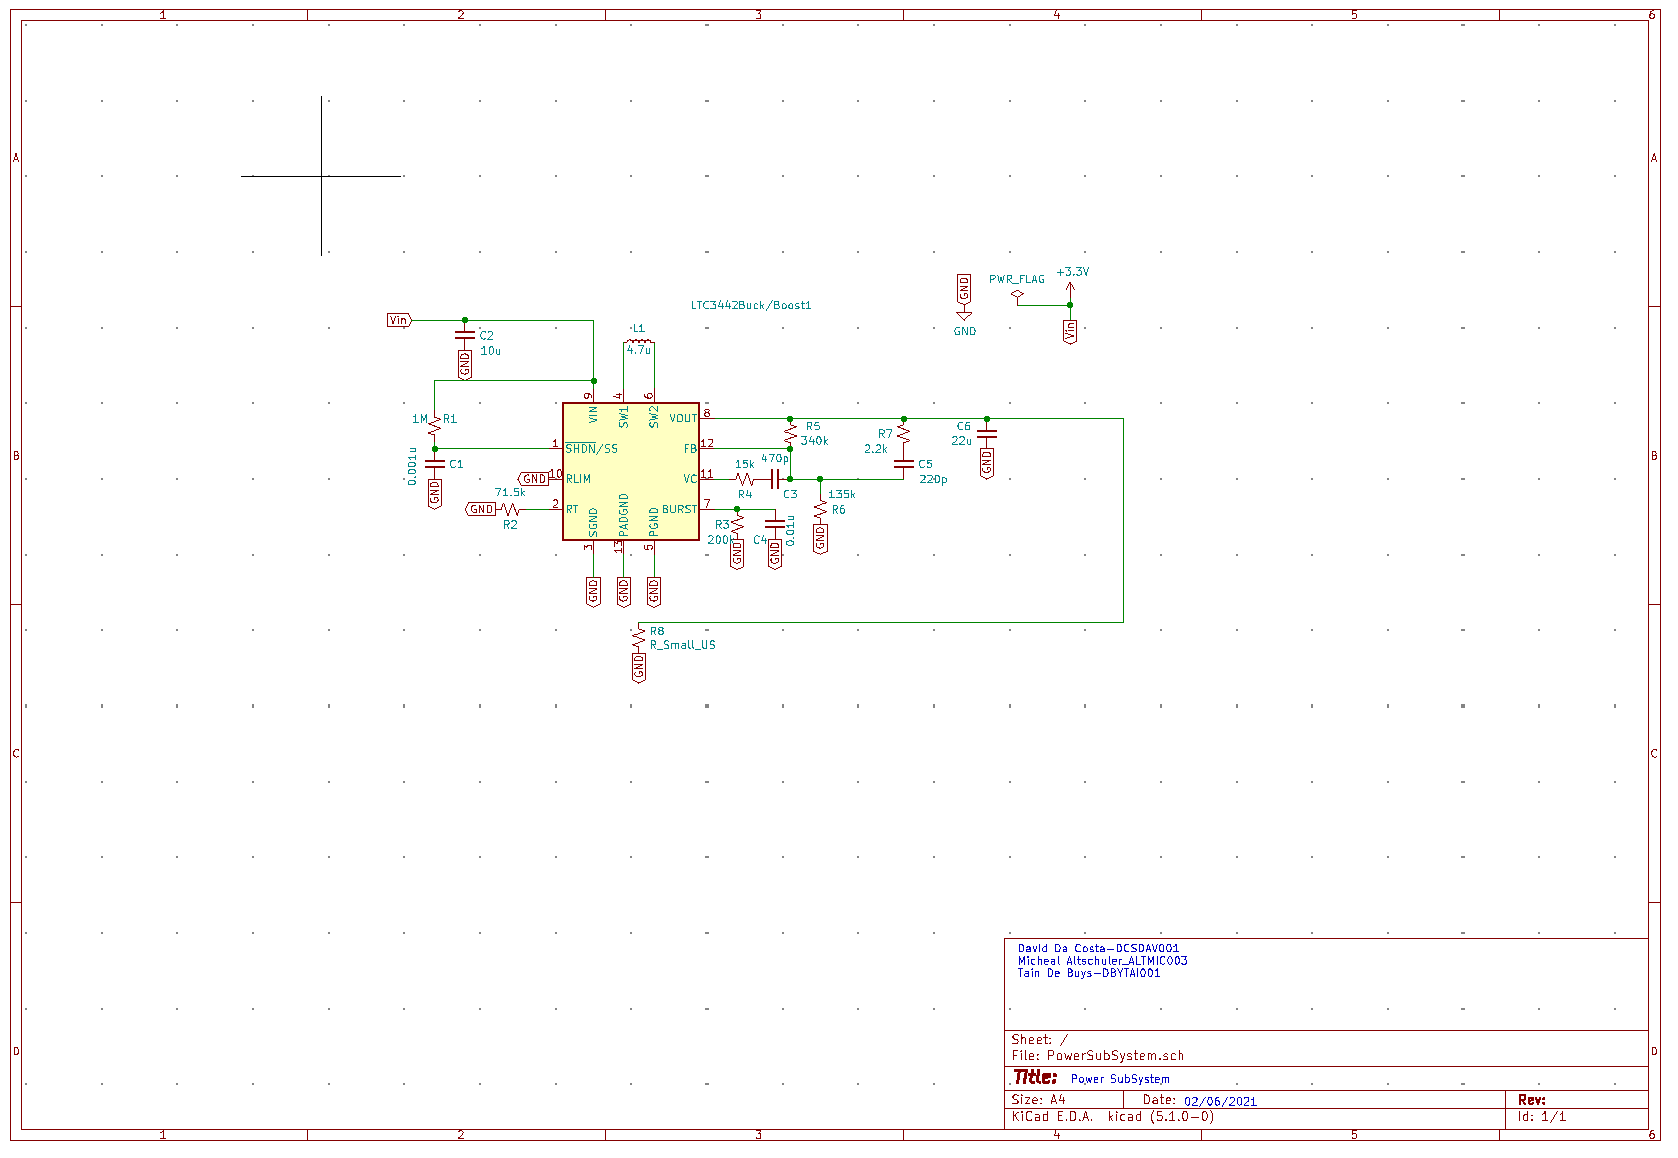 1 2 3 4 5 6
A A
+3.3V
PWR_FLAG
GND
GND
LTC3442Buck/Boost1
Vin
Vin
C2
10u
GND
L1
4.7u
9 4 6
VIN SW1 SW2
1M R1
VOUT 8
R5
340k
R7
2.2k
C6
22u
GND
B B
1 SHDN/SS
FB 12
0.001u
C1
GND
GND 10 RLIM
VC 11
15k
R4
470p
C3
C5
220p
71.5k
GND
R2
2 RT
BURST 7
R3
200k
GND
C4
0.01u
GND
135k
R6
GND
SGND PADGND PGND
3 13 5
GND GND GND
R8
R_Small_US
GND
C C
David Da Costa-DCSDAV001
Micheal Altschuler_ALTMIC003
Tain De Buys-DBYTAI001
Sheet: /
File: PowerSubSystem.sch
D D
Title: Power SubSystem
Size: A4 Date: 02/06/2021 Rev:
KiCad E.D.A. kicad (5.1.0-0) Id: 1/1
1 2 3 4 5 6